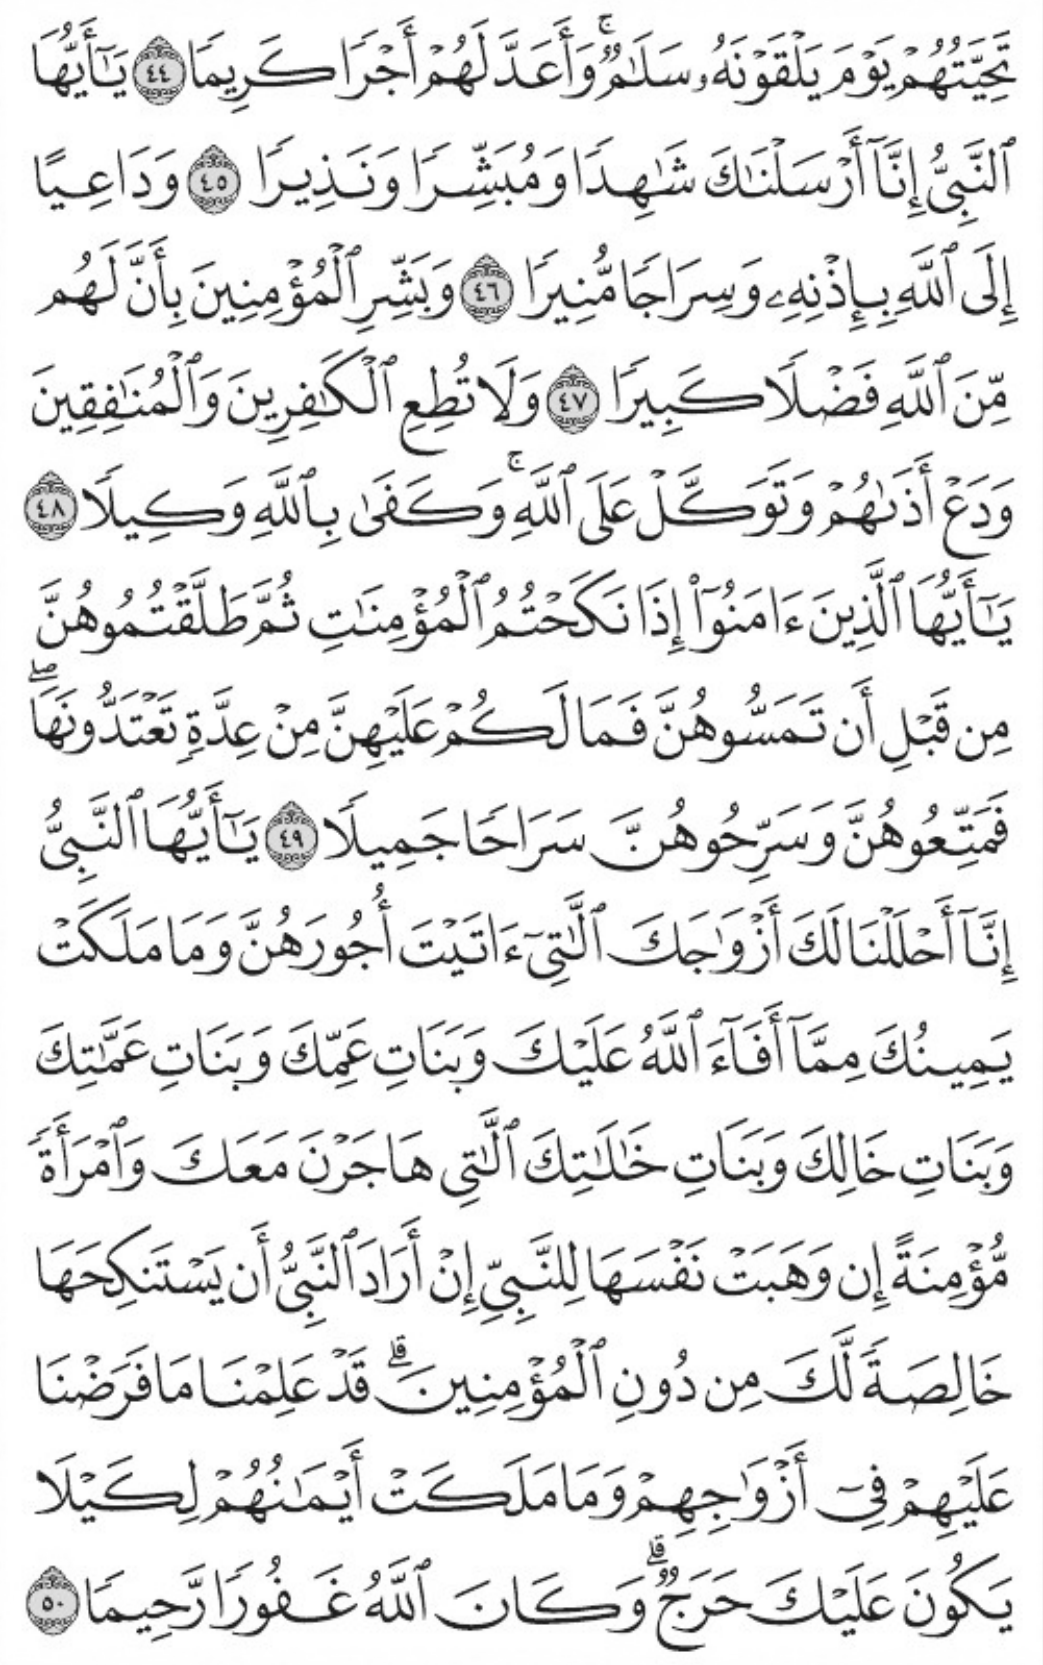 تَحِيَّتُهُمْ يَوْمَ يَلْقَوْنَهُۥ سَلَٰمٌۚ وَأَعَدَّ لَهُمْ أَجْرًا كَرِيمًا ٤٤ يَٰٓأَيُّهَا
ٱلنَّبِيُّ إِنَّآ أَرْسَلْنَٰكَ شَٰهِدًا وَمُبَشِّرًا وَنَذِيرًا ٤٥ وَدَاعِيًا
إِلَى ٱللَّهِ بِإِذْنِهِۦ وَسِرَاجًا مُّنِيرًا ٤٦ وَبَشِّرِ ٱلْمُؤْمِنِينَ بِأَنَّ لَهُم
مِّنَ ٱللَّهِ فَضْلًا كَبِيرًا ٤٧ وَلَا تُطِعِ ٱلْكَٰفِرِينَ وَٱلْمُنَٰفِقِينَ
وَدَعْ أَذَىٰهُمْ وَتَوَكَّلْ عَلَى ٱللَّهِۚ وَكَفَىٰ بِٱللَّهِ وَكِيلًا ٤٨
يَٰٓأَيُّهَا ٱلَّذِينَ ءَامَنُوٓا۟ إِذَا نَكَحْتُمُ ٱلْمُؤْمِنَٰتِ ثُمَّ طَلَّقْتُمُوهُنَّ
مِن قَبْلِ أَن تَمَسُّوهُنَّ فَمَا لَكُمْ عَلَيْهِنَّ مِنْ عِدَّةٍ تَعْتَدُّونَهَاۖ
فَمَتِّعُوهُنَّ وَسَرِّحُوهُنَّ سَرَاحًا جَمِيلًا ٤٩ يَٰٓأَيُّهَا ٱلنَّبِيُّ
إِنَّآ أَحْلَلْنَا لَكَ أَزْوَٰجَكَ ٱلَّٰتِىٓ ءَاتَيْتَ أُجُورَهُنَّ وَمَا مَلَكَتْ
يَمِينُكَ مِمَّآ أَفَآءَ ٱللَّهُ عَلَيْكَ وَبَنَاتِ عَمِّكَ وَبَنَاتِ عَمَّٰتِكَ
وَبَنَاتِ خَالِكَ وَبَنَاتِ خَٰلَٰتِكَ ٱلَّٰتِى هَاجَرْنَ مَعَكَ وَٱمْرَأَةً
مُّؤْمِنَةً إِن وَهَبَتْ نَفْسَهَا لِلنَّبِيِّ إِنْ أَرَادَ ٱلنَّبِيُّ أَن يَسْتَنكِحَهَا
خَالِصَةً لَّكَ مِن دُونِ ٱلْمُؤْمِنِينَۗ قَدْ عَلِمْنَا مَا فَرَضْنَا
عَلَيْهِمْ فِىٓ أَزْوَٰجِهِمْ وَمَا مَلَكَتْ أَيْمَٰنُهُمْ لِكَيْلَا
يَكُونَ عَلَيْكَ حَرَجٌۗ وَكَانَ ٱللَّهُ غَفُورًا رَّحِيمًا ٥٠